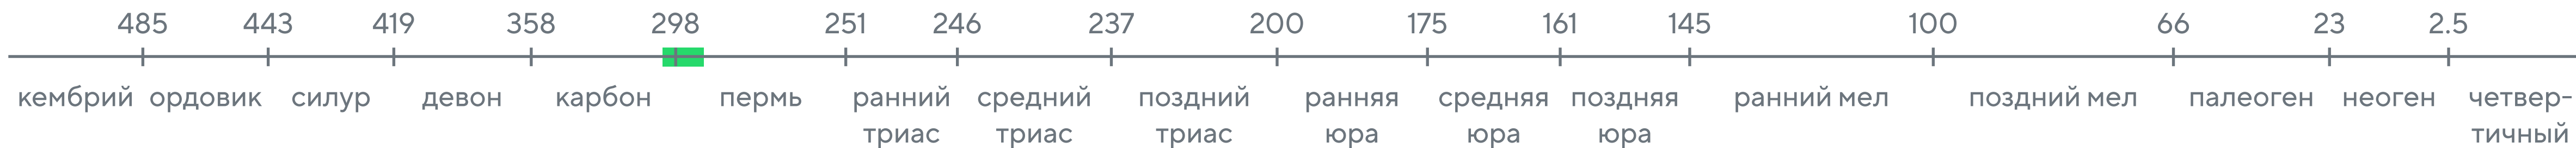 485 443 419 358 298 251 246 237 200 175 161 145 100 66 23 2.5
кембрий ордовик силур девон карбон пермь ранний средний поздний ранняя средняя поздняя ранний мел поздний мел палеоген неоген четвер-
триас триас триас юра юра юра тичный